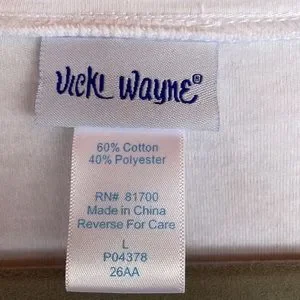 Vicki Wayne®
60% Cotton
40% Polyester
RN# 81700
Made in China
Reverse For Care
L
P04378
26AA